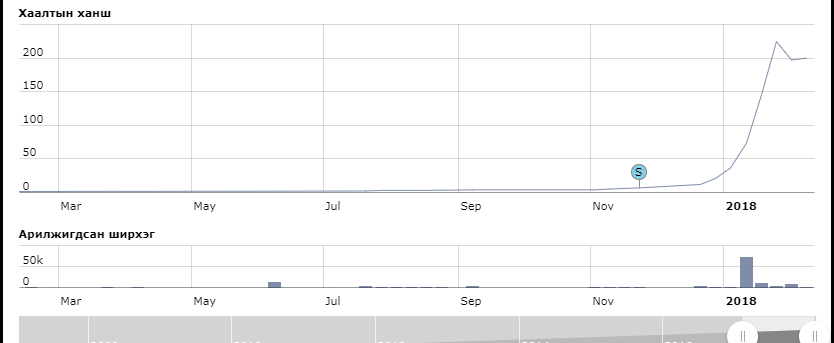 Хаалтын ханш
200
150
100
50
0
Mar May Jul Sep Nov 2018
S
Арилжигдсан ширхэг
50k
0
Mar May Jul Sep Nov 2018